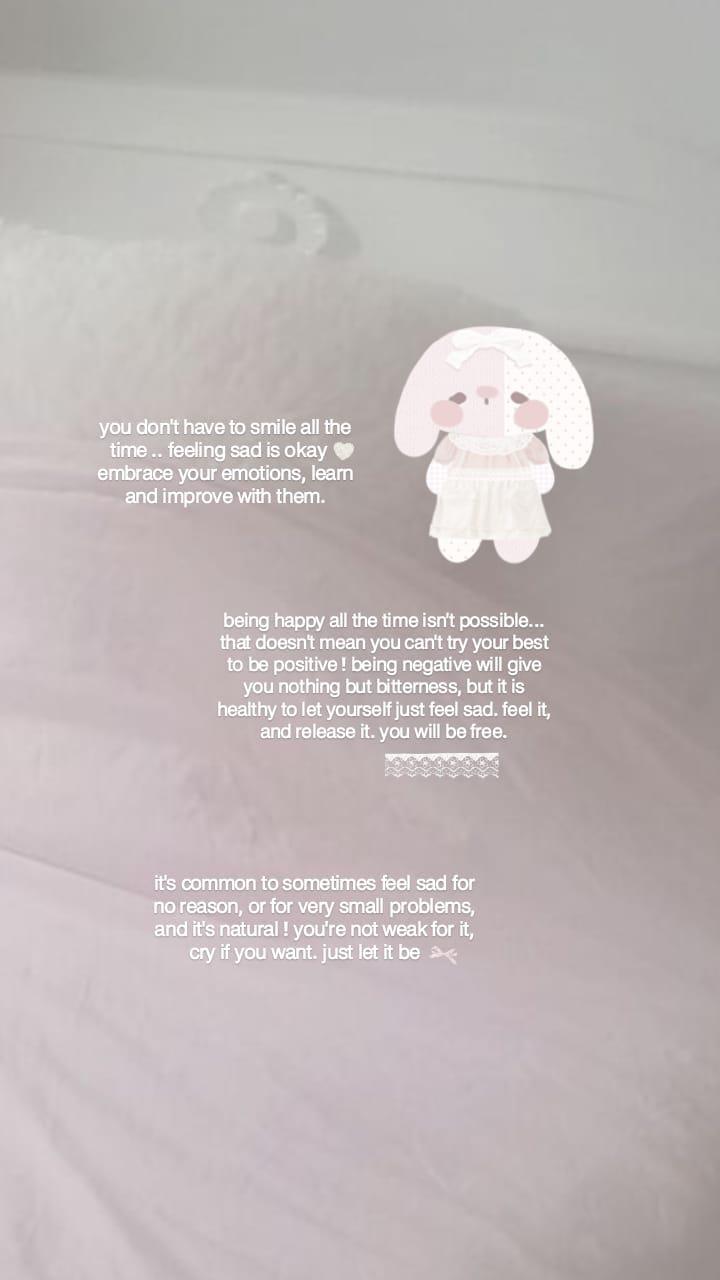 you don't have to smile all the
time .. feeling sad is okay
embrace your emotions, learn
and improve with them.
being happy all the time isn't possible...
that doesn't mean you can't try your best
to be positive ! being negative will give
you nothing but bitterness, but it is
healthy to let yourself just feel sad. feel it,
and release it. you will be free.
it's common to sometimes feel sad for
no reason, or for very small problems,
and it's natural ! you're not weak for it,
cry if you want. just let it be